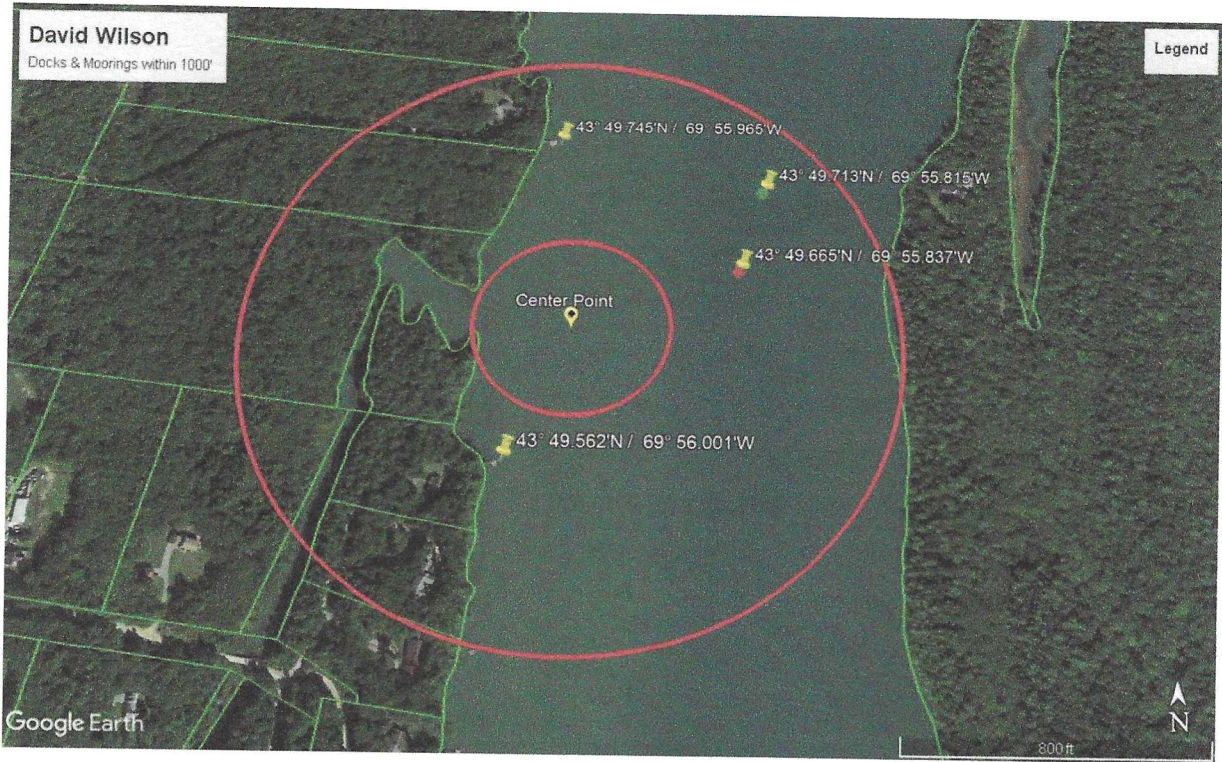 David Wilson
Docks & Moorings within 1000'
Legend
43° 49.745'N / 69° 55.965'W
43° 49.713'N / 69° 55.815'W
43° 49.665'N / 69° 55.837'W
Center Point
43° 49.562'N / 69° 56.001'W
Google Earth
N
800 ft